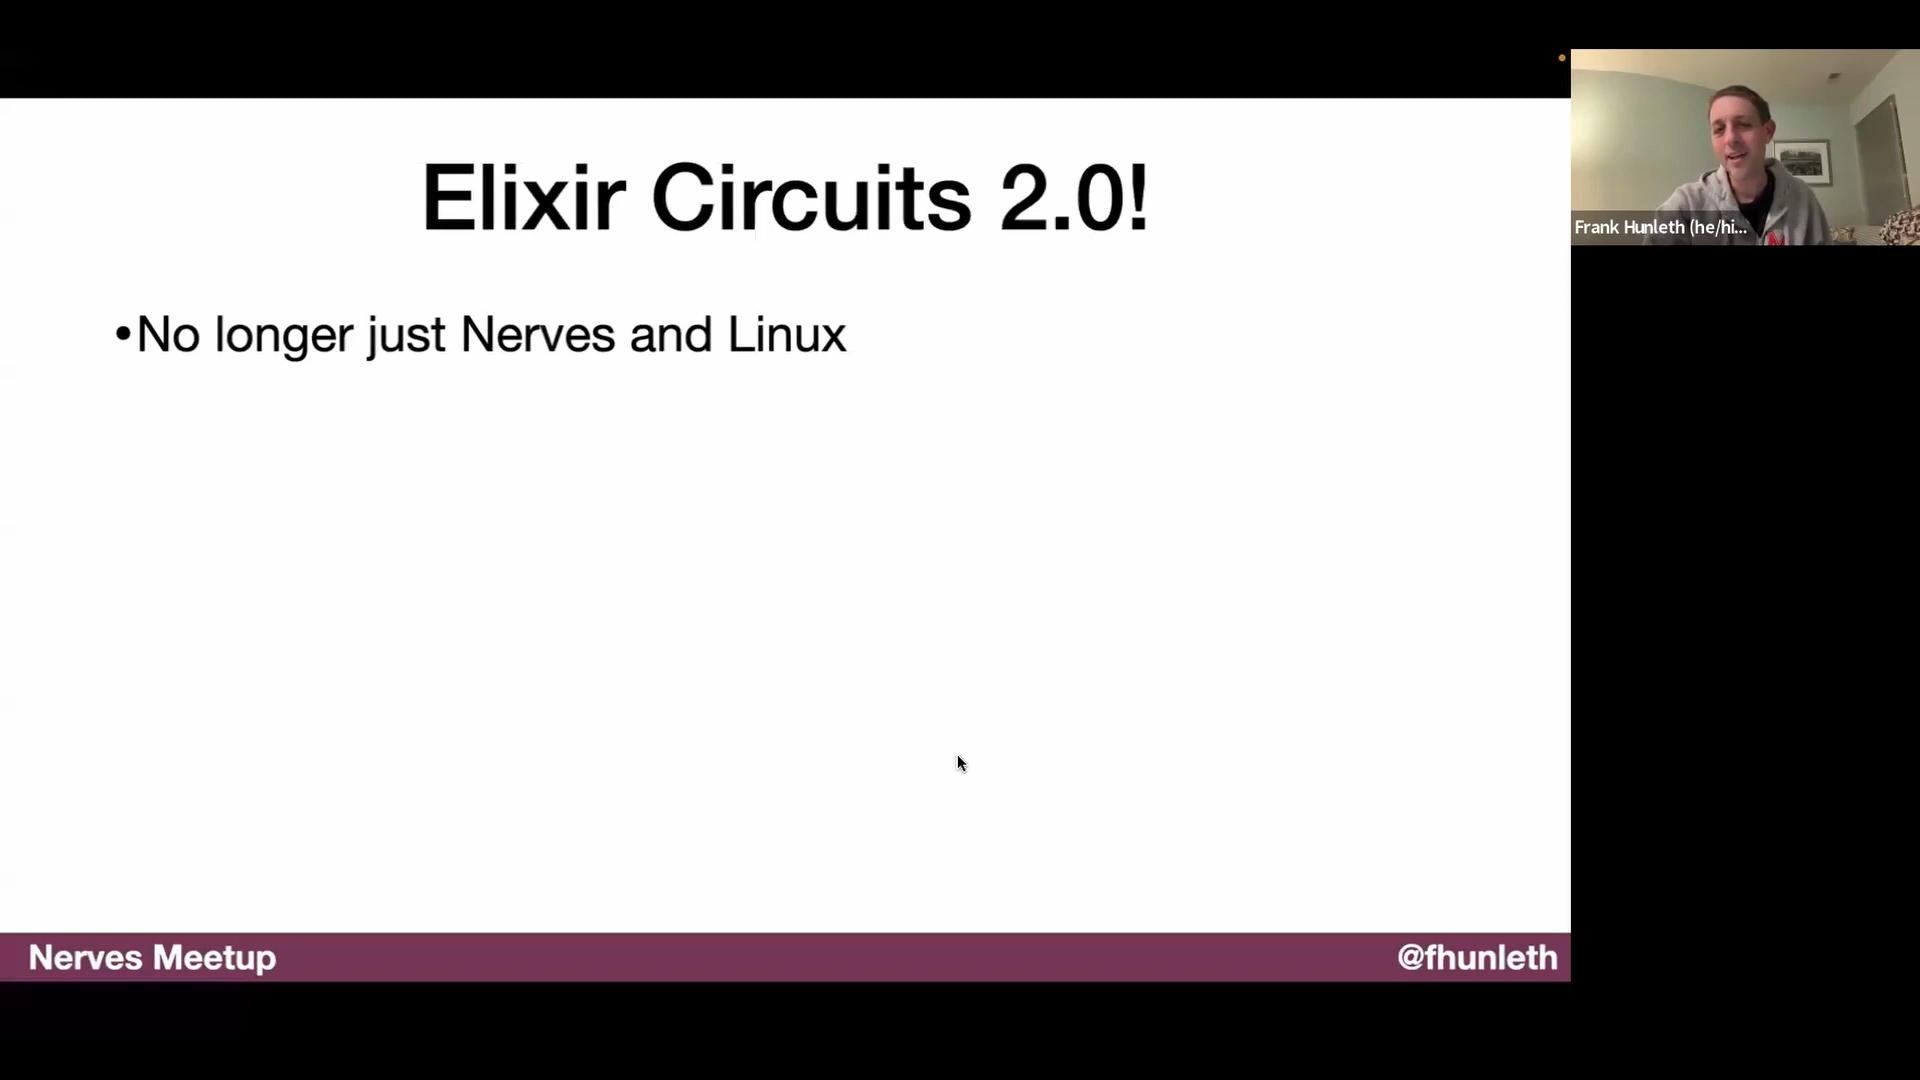 Elixir Circuits 2.0!
•No longer just Nerves and Linux
Frank Hunleth (he/hi...
Nerves Meetup
@fhunleth